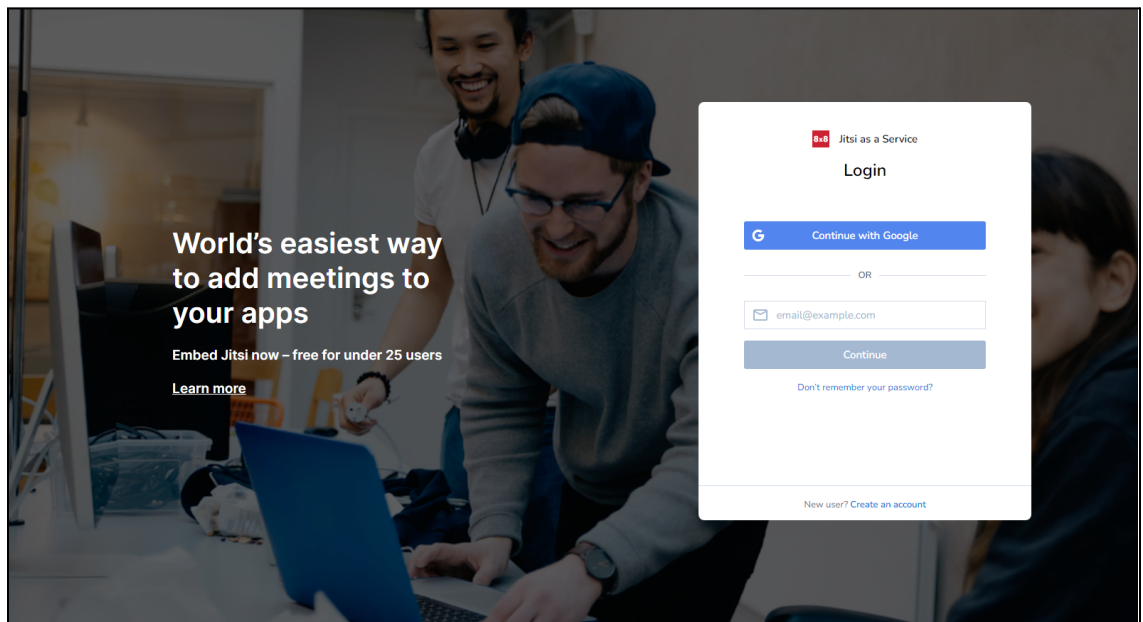 World's easiest way
to add meetings to
your apps
Embed Jitsi now – free for under 25 users
Learn more
8x8 Jitsi as a Service
Login
G Continue with Google
OR
email@example.com
Continue
Don't remember your password?
New user? Create an account